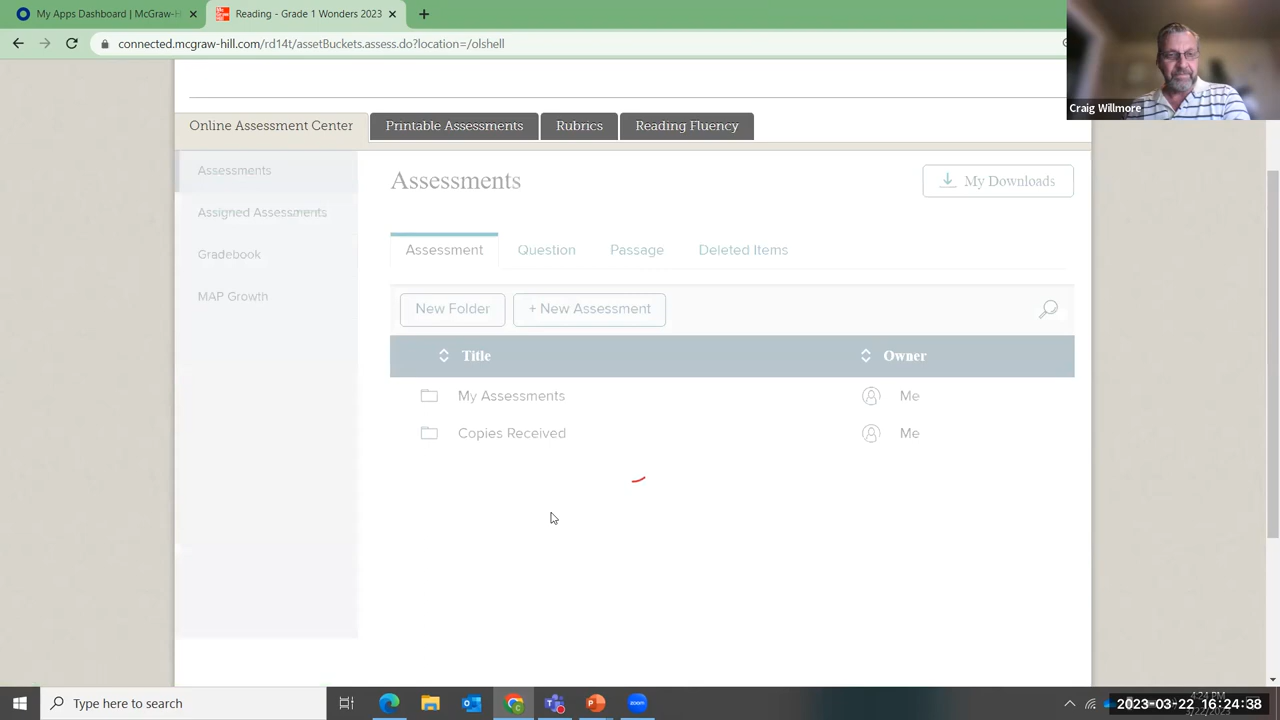 My Apps Dashboard | McGraw-H
Reading - Grade 1 Wonders 2023
connected.mcgraw-hill.com/rd14t/assetBuckets.assess.do?location=/olshell
Craig Willmore
Online Assessment Center
Printable Assessments
Rubrics
Reading Fluency
Assessments
Assigned Assessments
Gradebook
MAP Growth
Assessments
My Downloads
Assessment
Question
Passage
Deleted Items
New Folder
+ New Assessment
Title
Owner
My Assessments
Me
Copies Received
Me
Type here to search
4:24 PM
2023-03-22 16:24:38